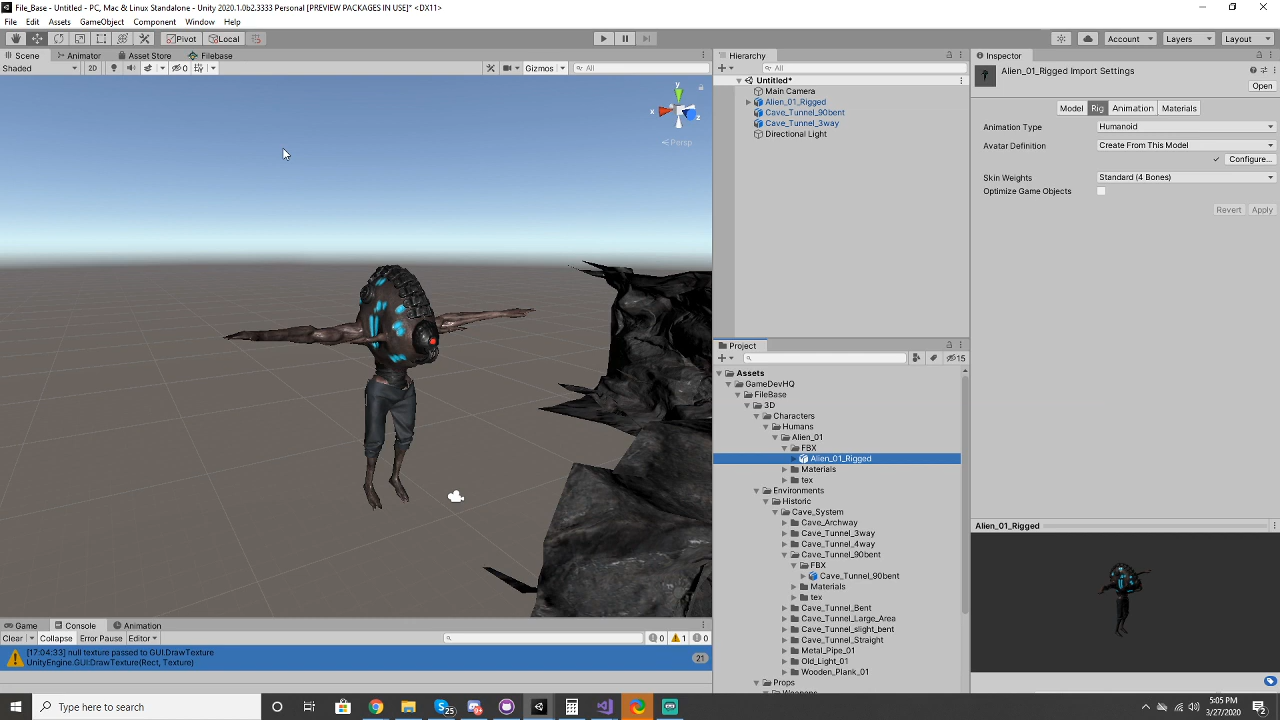 File_Base - Untitled - PC, Mac & Linux Standalone - Unity 2020.1.0b2.3333 Personal [PREVIEW PACKAGES IN USE]* <DX11>
File Edit Assets GameObject Component Window Help
Pivot Local Account Layers Layout
Scene Animator Asset Store Filebase
Shaded 2D 0 Gizmos All
y
x
z
Persp
Game Console Animation
Clear Collapse Error Pause Editor 0 1 0
[17:04:33] null texture passed to GUI.DrawTexture
UnityEngine.GUI:DrawTexture(Rect, Texture)
21
Hierarchy
All
Untitled*
Main Camera
Alien_01_Rigged
Cave_Tunnel_90bent
Cave_Tunnel_3way
Directional Light
Project
15
Assets
GameDevHQ
FileBase
3D
Characters
Humans
Alien_01
FBX
Alien_01_Rigged
Materials
tex
Environments
Historic
Cave_System
Cave_Archway
Cave_Tunnel_3way
Cave_Tunnel_4way
Cave_Tunnel_90bent
FBX
Cave_Tunnel_90bent
Materials
tex
Cave_Tunnel_Bent
Cave_Tunnel_Large_Area
Cave_Tunnel_slight_bent
Cave_Tunnel_Straight
Metal_Pipe_01
Old_Light_01
Wooden_Plank_01
Props
Weapons
Inspector
Alien_01_Rigged Import Settings
Open
Model Rig Animation Materials
Animation Type Humanoid
Avatar Definition Create From This Model
Configure...
Skin Weights Standard (4 Bones)
Optimize Game Objects
Revert Apply
Alien_01_Rigged
Type here to search
25
5:05 PM
3/27/2020
2